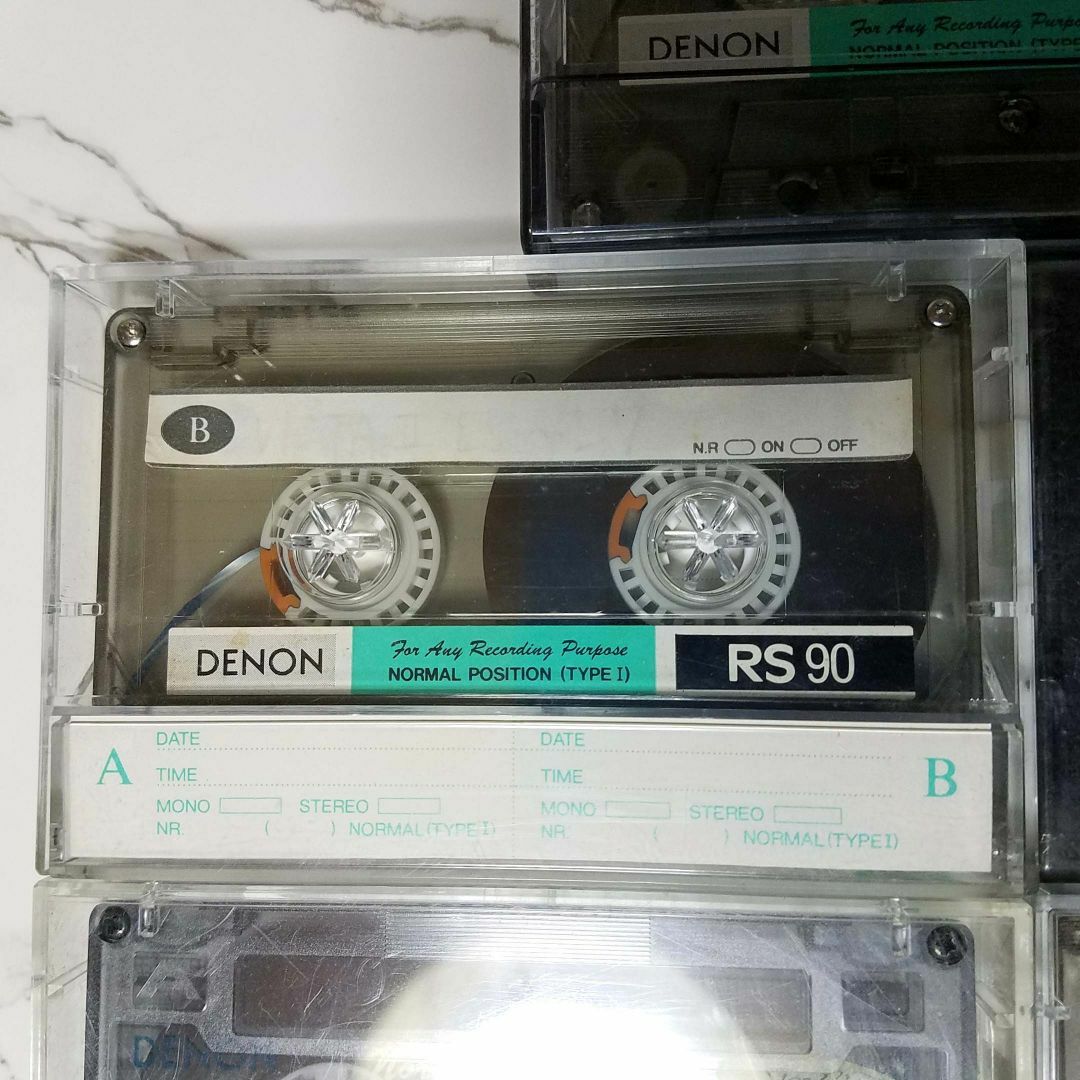 DENON For Any Recording Purpose
NORMAL POSITION (TYPE
B
N.R ON OFF
DENON For Any Recording Purpose RS 90
NORMAL POSITION (TYPE I)
A DATE DATE B
TIME TIME
MONO STEREO MONO STEREO
NR. ( ) NORMAL(TYPE I) NR. ( ) NORMAL(TYPE I)
A
DENON